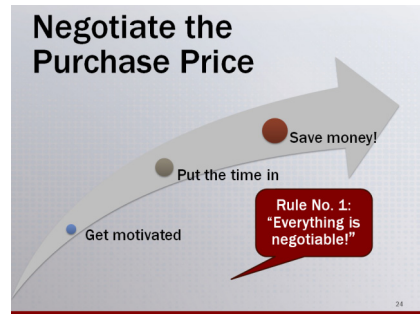 Negotiate the
Purchase Price
Save money!
Put the time in
Get motivated
Rule No. 1:
“Everything is
negotiable!”
24